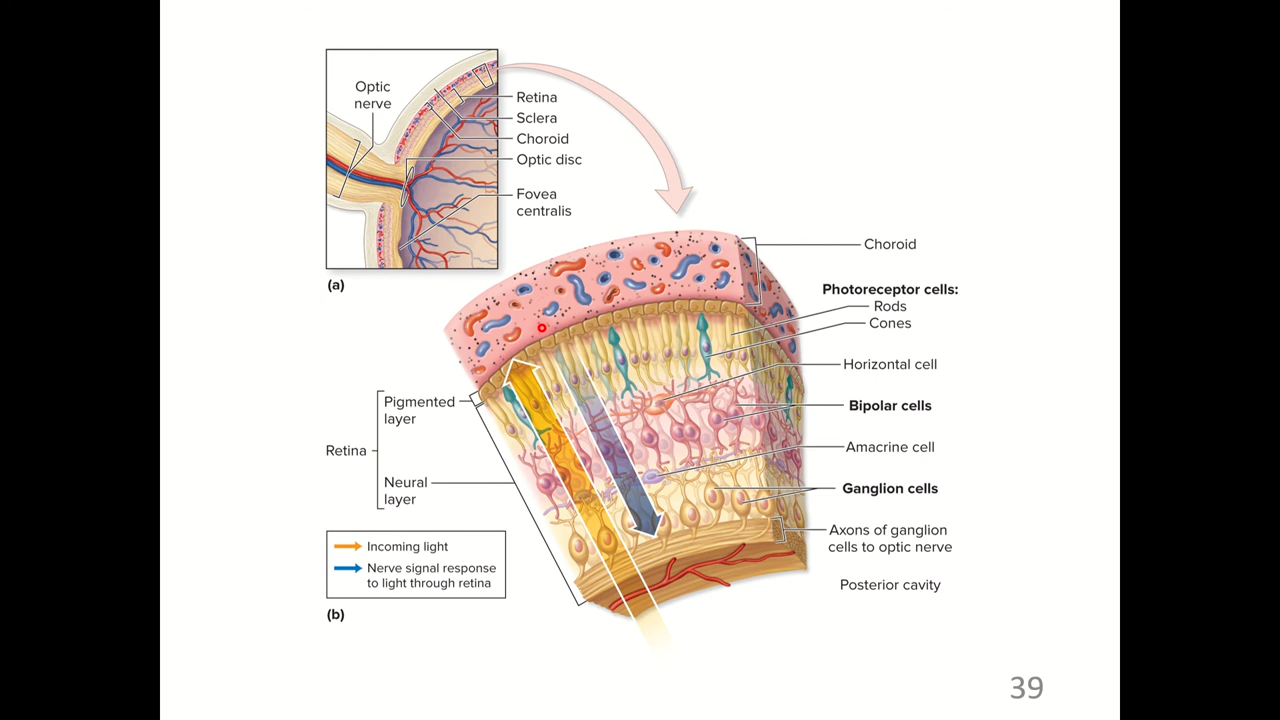 Optic
nerve
Retina
Sclera
Choroid
Optic disc
Fovea
centralis
(a)
Choroid
Photoreceptor cells:
Rods
Cones
Horizontal cell
Bipolar cells
Amacrine cell
Ganglion cells
Axons of ganglion
cells to optic nerve
Posterior cavity
Retina
Pigmented
layer
Neural
layer
Incoming light
Nerve signal response
to light through retina
(b)
39